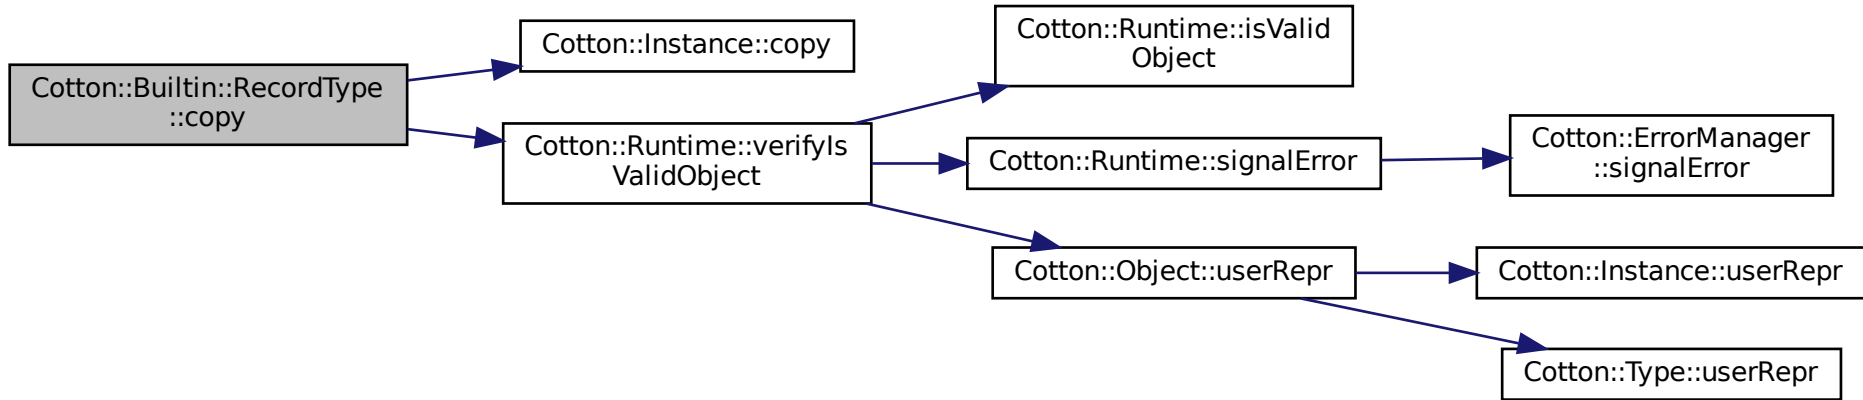 Cotton::Builtin::RecordType
::copy
Cotton::Instance::copy
Cotton::Runtime::verifyIs
ValidObject
Cotton::Runtime::isValid
Object
Cotton::Runtime::signalError
Cotton::ErrorManager
::signalError
Cotton::Object::userRepr
Cotton::Instance::userRepr
Cotton::Type::userRepr